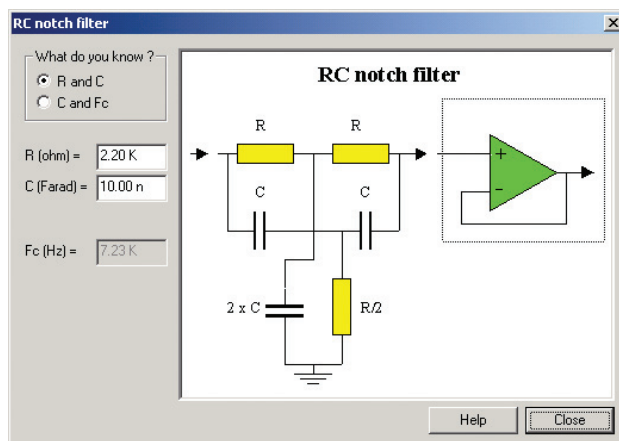 RC notch filter
What do you know ?
R and C
C and Fc
R (ohm) = 2.20 K
C (Farad) = 10.00 n
Fc (Hz) = 7.23 K
RC notch filter
R R
C C
2 x C R/2
+
-
Help Close